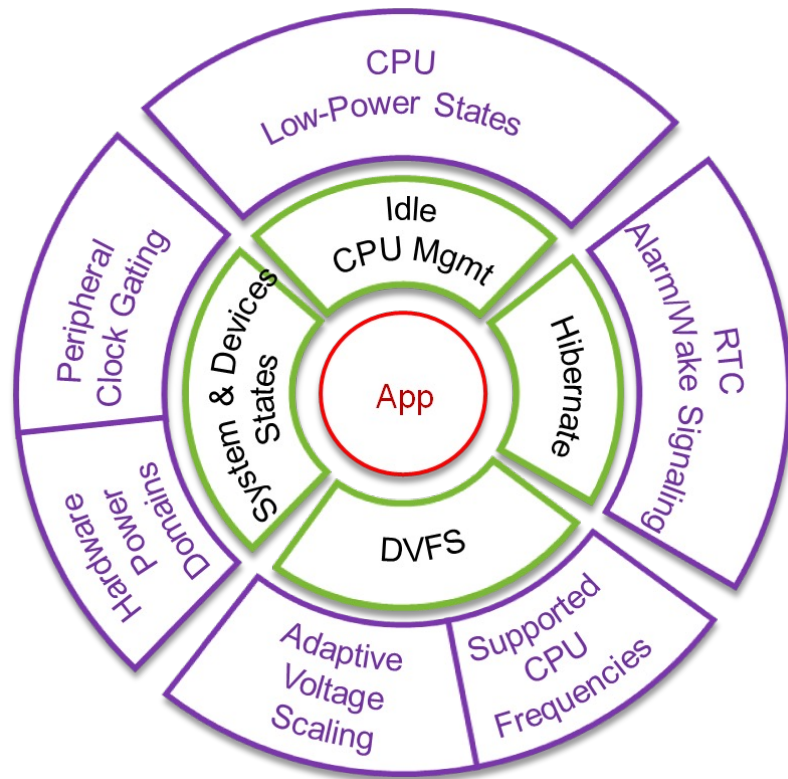 CPU
Low-Power States
Idle
CPU Mgmt
RTC
Alarm/Wake Signaling
Hibernate
App
Peripheral
Clock Gating
System & Devices
States
Hardware
Power
Domains
DVFS
Adaptive
Voltage
Scaling
Supported
CPU
Frequencies